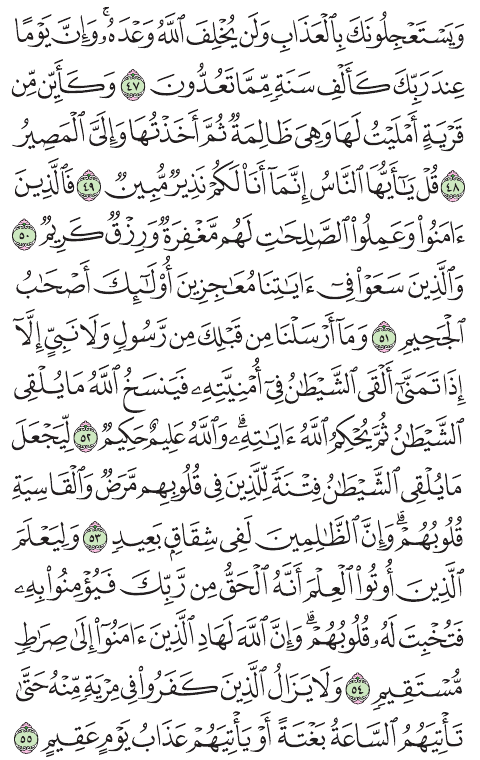 وَيَسْتَعْجِلُونَكَ بِٱلْعَذَابِ وَلَن يُخْلِفَ ٱللَّهُ وَعْدَهُۥ ۚ وَإِنَّ يَوْمًا
عِندَ رَبِّكَ كَأَلْفِ سَنَةٍ مِّمَّا تَعُدُّونَ ٤٧ وَكَأَيِّن مِّن
قَرْيَةٍ أَمْلَيْتُ لَهَا وَهِىَ ظَالِمَةٌ ثُمَّ أَخَذْتُهَا وَإِلَىَّ ٱلْمَصِيرُ
٤٨ قُلْ يَـٰٓأَيُّهَا ٱلنَّاسُ إِنَّمَآ أَنَا۠ لَكُمْ نَذِيرٌ مُّبِينٌ ٤٩ فَٱلَّذِينَ
ءَامَنُوا۟ وَعَمِلُوا۟ ٱلصَّـٰلِحَـٰتِ لَهُم مَّغْفِرَةٌ وَرِزْقٌ كَرِيمٌ ٥٠
وَٱلَّذِينَ سَعَوْا۟ فِىٓ ءَايَـٰتِنَا مُعَـٰجِزِينَ أُو۟لَـٰٓئِكَ أَصْحَـٰبُ
ٱلْجَحِيمِ ٥١ وَمَآ أَرْسَلْنَا مِن قَبْلِكَ مِن رَّسُولٍ وَلَا نَبِىٍّ إِلَّآ
إِذَا تَمَنَّىٰٓ أَلْقَى ٱلشَّيْطَـٰنُ فِىٓ أُمْنِيَّتِهِۦ فَيَنسَخُ ٱللَّهُ مَا يُلْقِى
ٱلشَّيْطَـٰنُ ثُمَّ يُحْكِمُ ٱللَّهُ ءَايَـٰتِهِۦ ۗ وَٱللَّهُ عَلِيمٌ حَكِيمٌ ٥٢ لِّيَجْعَلَ
مَا يُلْقِى ٱلشَّيْطَـٰنُ فِتْنَةً لِّلَّذِينَ فِى قُلُوبِهِم مَّرَضٌ وَٱلْقَاسِيَةِ
قُلُوبُهُمْ ۗ وَإِنَّ ٱلظَّـٰلِمِينَ لَفِى شِقَاقٍۭ بَعِيدٍ ٥٣ وَلِيَعْلَمَ
ٱلَّذِينَ أُوتُوا۟ ٱلْعِلْمَ أَنَّهُ ٱلْحَقُّ مِن رَّبِّكَ فَيُؤْمِنُوا۟ بِهِۦ
فَتُخْبِتَ لَهُۥ قُلُوبُهُمْ ۗ وَإِنَّ ٱللَّهَ لَهَادِ ٱلَّذِينَ ءَامَنُوٓا۟ إِلَىٰ صِرَٰطٍ
مُّسْتَقِيمٍ ٥٤ وَلَا يَزَالُ ٱلَّذِينَ كَفَرُوا۟ فِى مِرْيَةٍ مِّنْهُ حَتَّىٰ
تَأْتِيَهُمُ ٱلسَّاعَةُ بَغْتَةً أَوْ يَأْتِيَهُمْ عَذَابُ يَوْمٍ عَقِيمٍ ٥٥